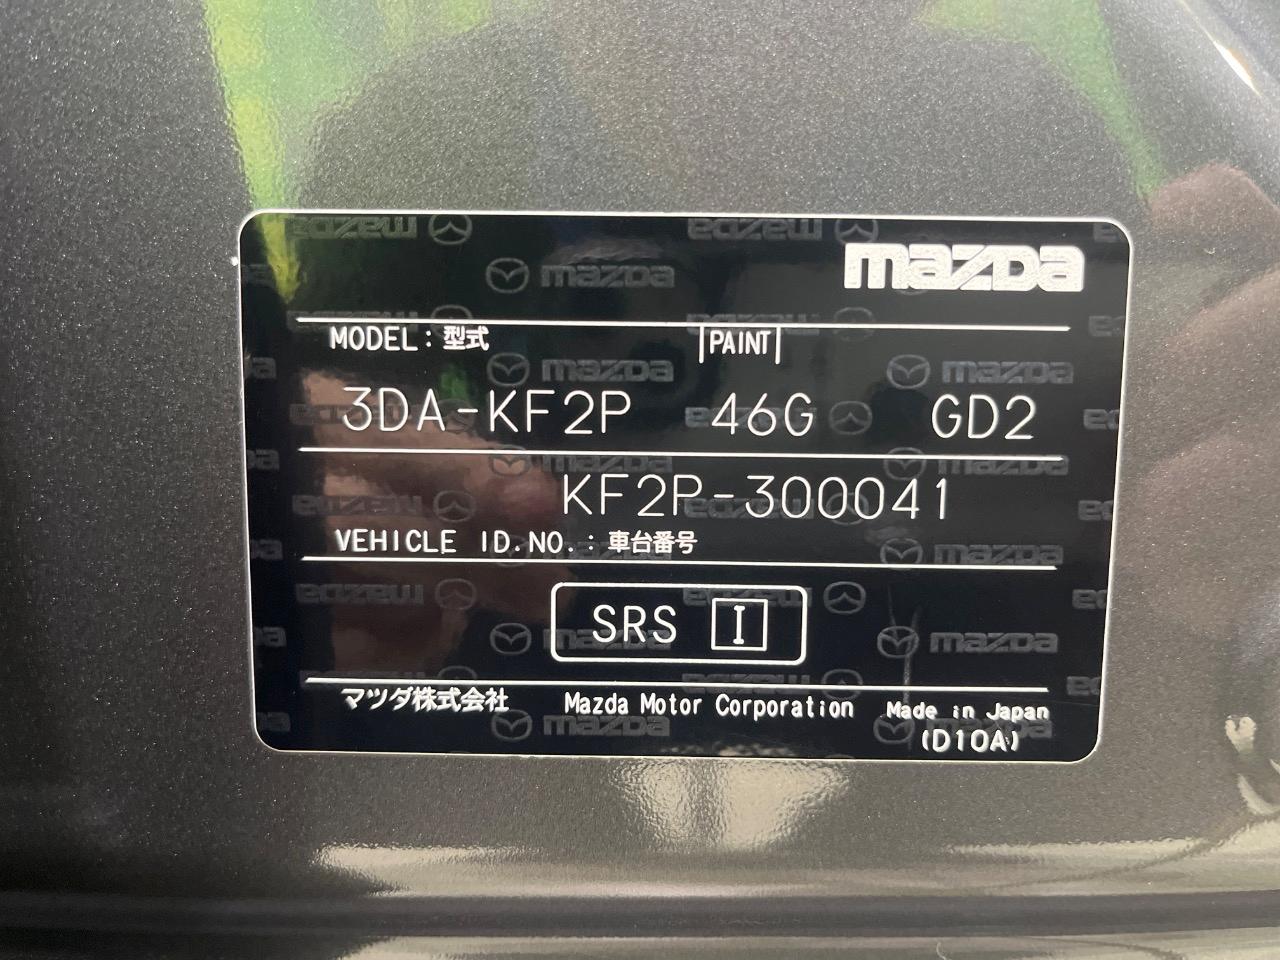 mazda
MODEL : 型式 PAINT
3DA-KF2P 46G GD2
KF2P-300041
VEHICLE ID.NO. : 車台番号
SRS I
マツダ株式会社 Mazda Motor Corporation Made in Japan
(D10A)